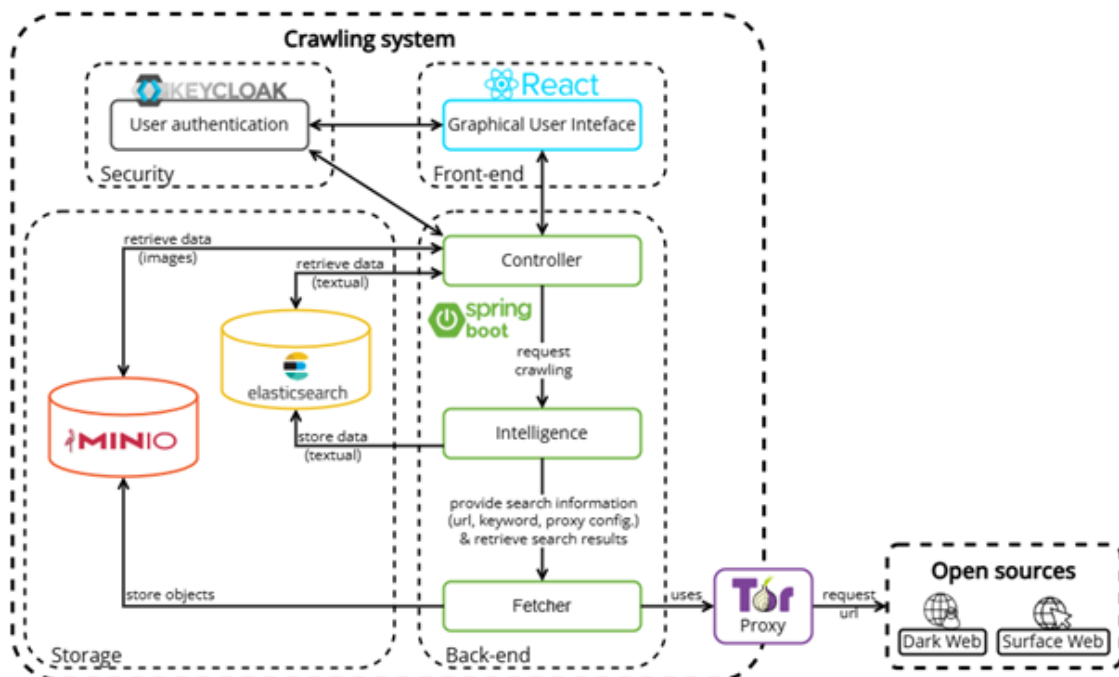 Crawling system
KEYCLOAK
User authentication
Security
React
Graphical User Inteface
Front-end
retrieve data
(images)
retrieve data
(textual)
Controller
spring
boot
request
crawling
elasticsearch
MINIO
store data
(textual)
Intelligence
provide search information
(url, keyword, proxy config.)
& retrieve search results
store objects
Fetcher
uses
Tor
Proxy
request
url
Open sources
Dark Web
Surface Web
Storage
Back-end